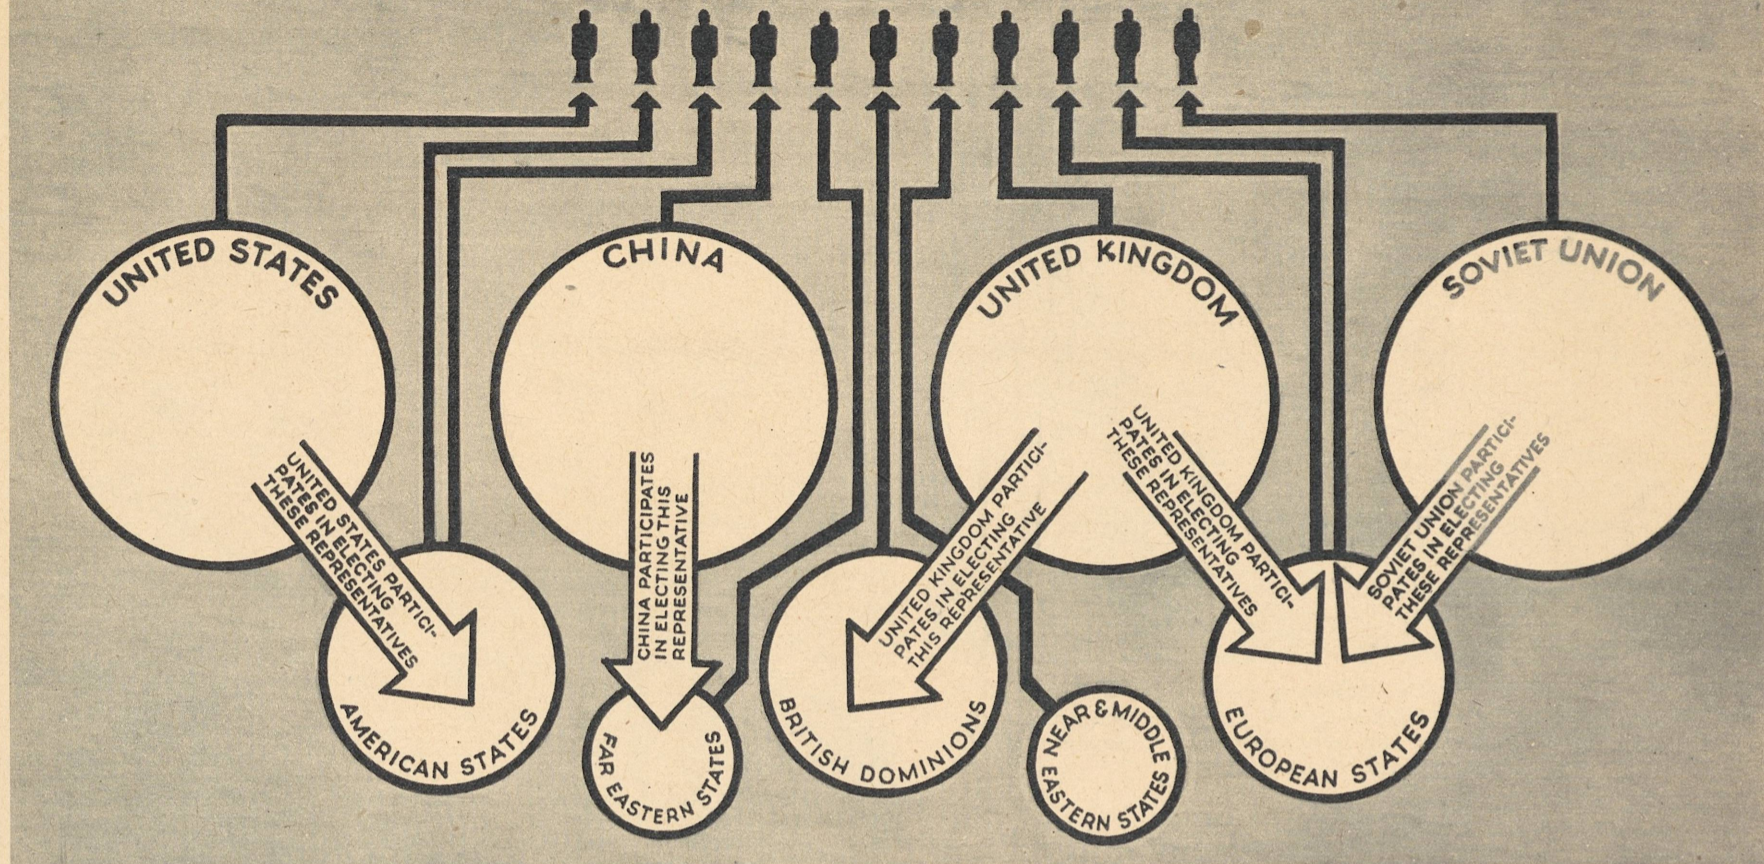 UNITED STATES
CHINA
UNITED KINGDOM
SOVIET UNION
UNITED STATES PARTICI-
PATES IN ELECTING
THESE REPRESENTATIVES
CHINA PARTICIPATES
IN ELECTING THIS
REPRESENTATIVE
UNITED KINGDOM PARTICI-
PATES IN ELECTING
THIS REPRESENTATIVE
UNITED KINGDOM PARTICI-
PATES IN ELECTING
THESE REPRESENTATIVES
SOVIET UNION PARTICI-
PATES IN ELECTING
THESE REPRESENTATIVES
AMERICAN STATES
FAR EASTERN STATES
BRITISH DOMINIONS
NEAR & MIDDLE
EASTERN STATES
EUROPEAN STATES